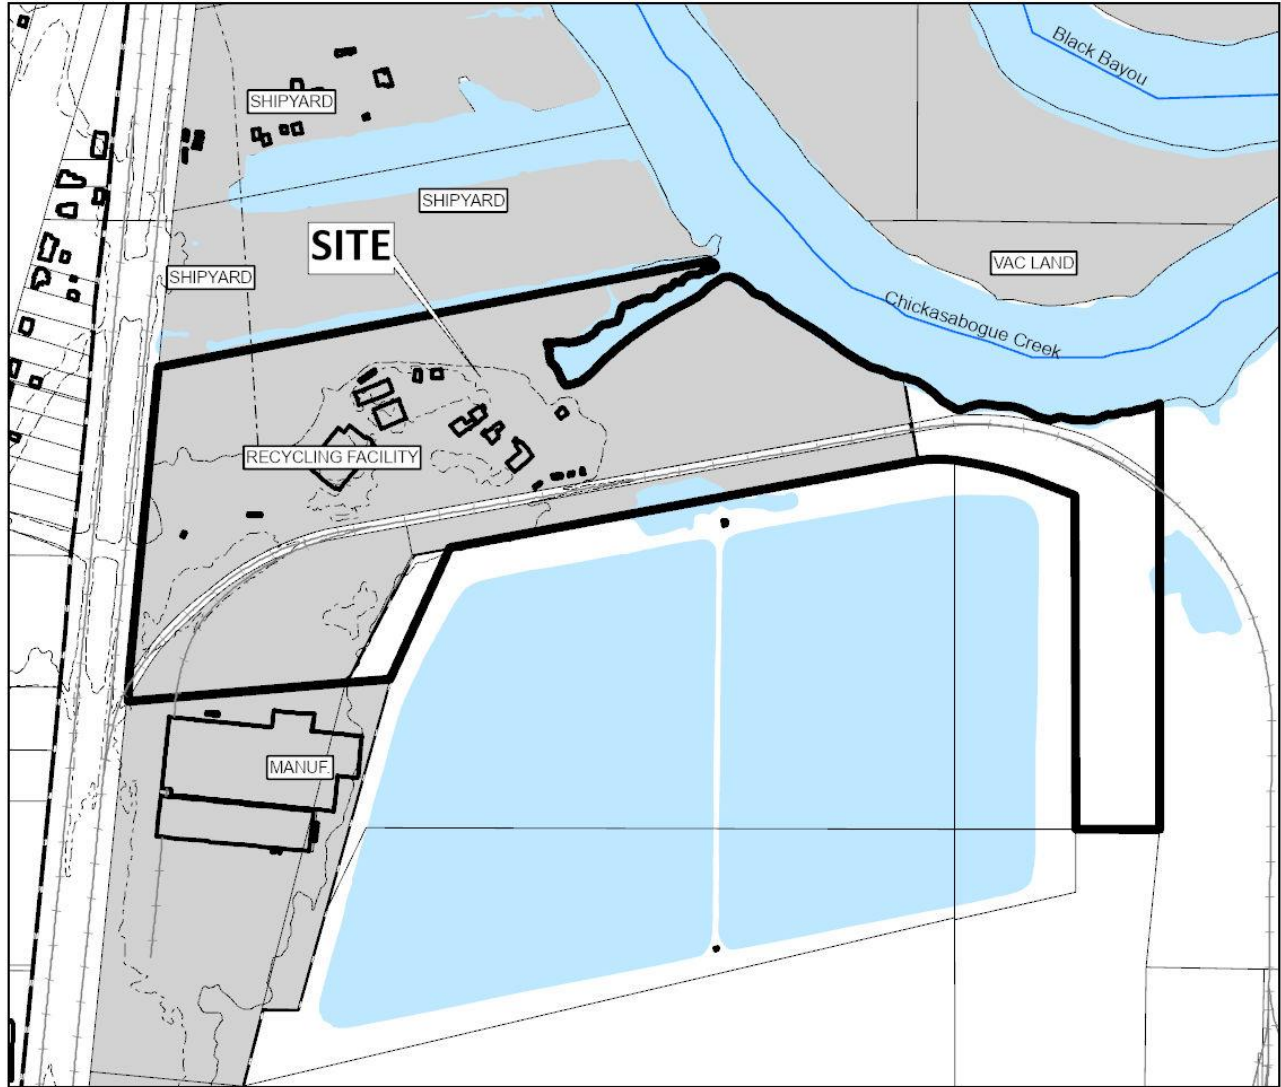 Black Bayou
SHIPYARD
SHIPYARD
SITE
SHIPYARD
VAC LAND
Chickasabogue Creek
RECYCLING FACILITY
MANUF.